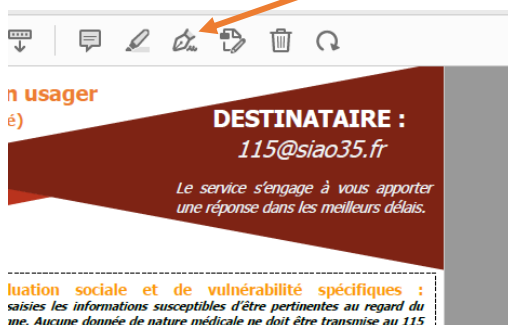 n usager
é)
DESTINATAIRE :
115@siao35.fr
Le service s'engage à vous apporter
une réponse dans les meilleurs délais.
luation sociale et de vulnérabilité spécifiques :
saisies les informations susceptibles d'être pertinentes au regard du
ne. Aucune donnée de nature médicale ne doit être transmise au 115